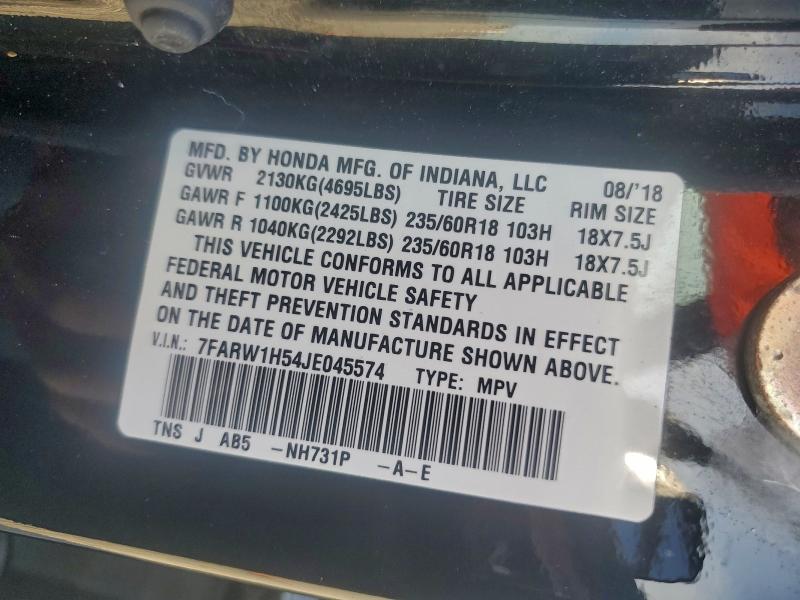 MFD. BY HONDA MFG. OF INDIANA, LLC 08/'18
GVWR 2130KG(4695LBS) TIRE SIZE RIM SIZE
GAWR F 1100KG(2425LBS) 235/60R18 103H 18X7.5J
GAWR R 1040KG(2292LBS) 235/60R18 103H 18X7.5J
THIS VEHICLE CONFORMS TO ALL APPLICABLE
FEDERAL MOTOR VEHICLE SAFETY
AND THEFT PREVENTION STANDARDS IN EFFECT
ON THE DATE OF MANUFACTURE SHOWN ABOVE.
V.I.N.: 7FARW1H54JE045574 TYPE: MPV
TNS J AB5 -NH731P -A-E